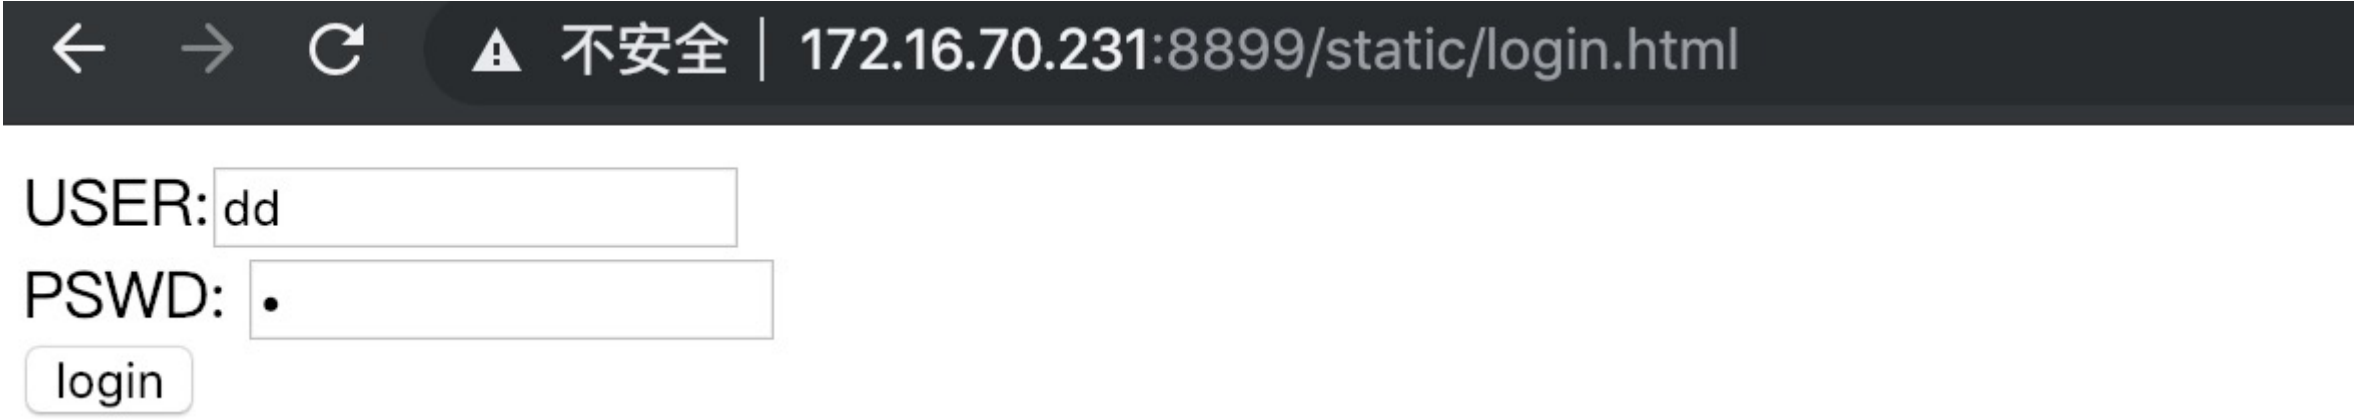 不安全 172.16.70.231:8899/static/login.html
USER: dd
PSWD: •
login